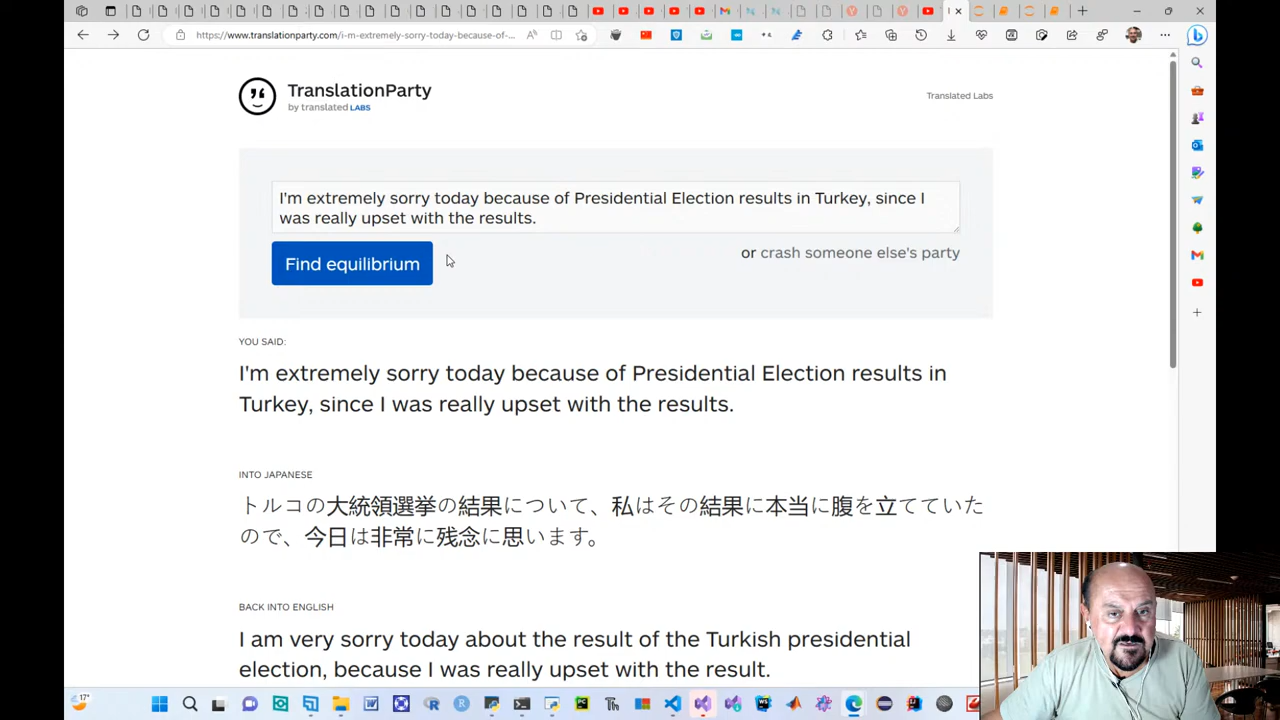 https://www.translationparty.com/i-m-extremely-sorry-today-because-of-...
TranslationParty
by translated LABS
Translated Labs
I'm extremely sorry today because of Presidential Election results in Turkey, since I
was really upset with the results.
Find equilibrium
or crash someone else's party
YOU SAID:
I'm extremely sorry today because of Presidential Election results in
Turkey, since I was really upset with the results.
INTO JAPANESE
トルコの大統領選挙の結果について、私はその結果に本当に腹を立てていた
ので、今日は非常に残念に思います。
BACK INTO ENGLISH
I am very sorry today about the result of the Turkish presidential
election, because I was really upset with the result.
17°